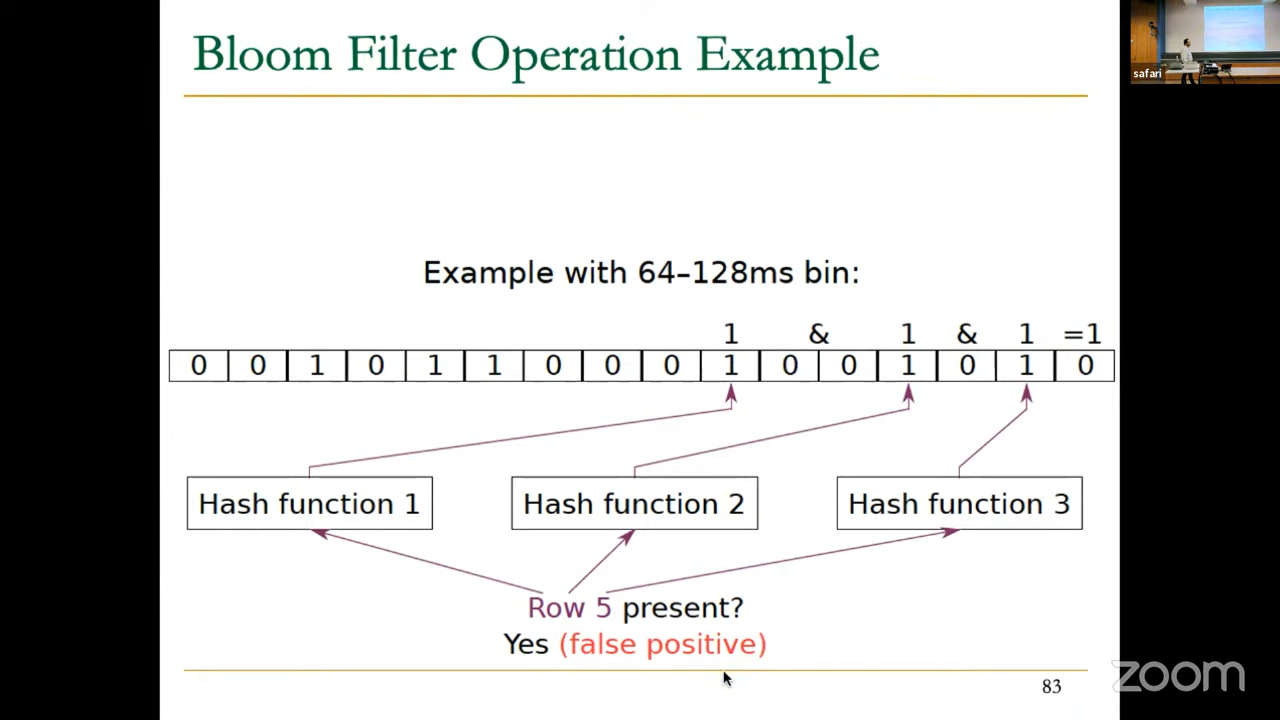 Bloom Filter Operation Example
safari
Example with 64–128ms bin:
1 & 1 & 1 =1
0 0 1 0 1 1 0 0 0 1 0 0 1 0 1 0
Hash function 1 Hash function 2 Hash function 3
Row 5 present?
Yes (false positive)
83
zoom